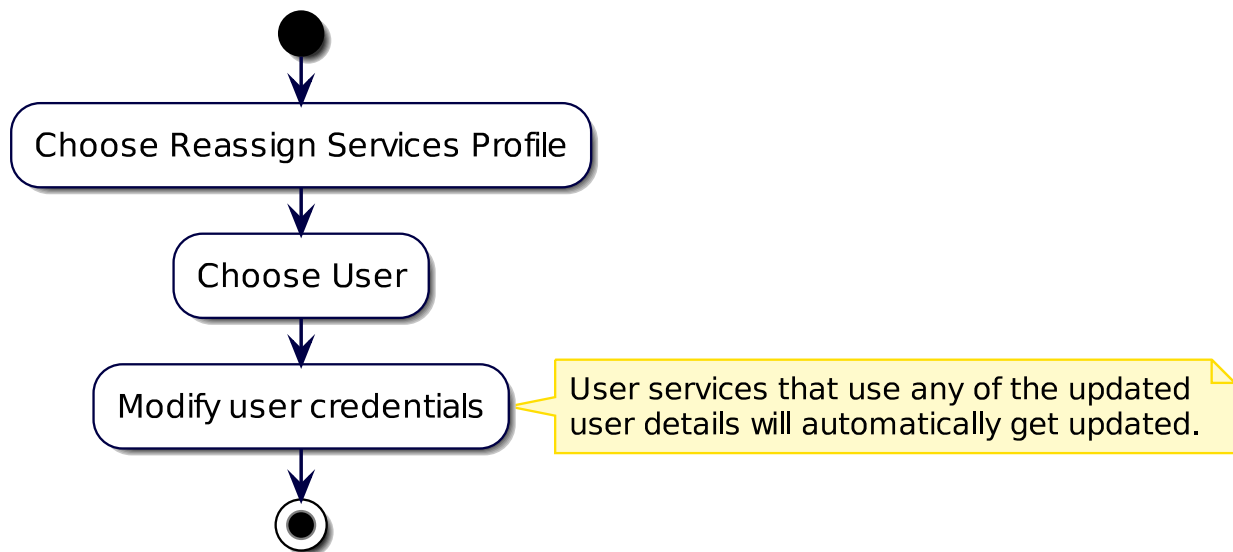 Choose Reassign Services Profile
Choose User
Modify user credentials
User services that use any of the updated
user details will automatically get updated.